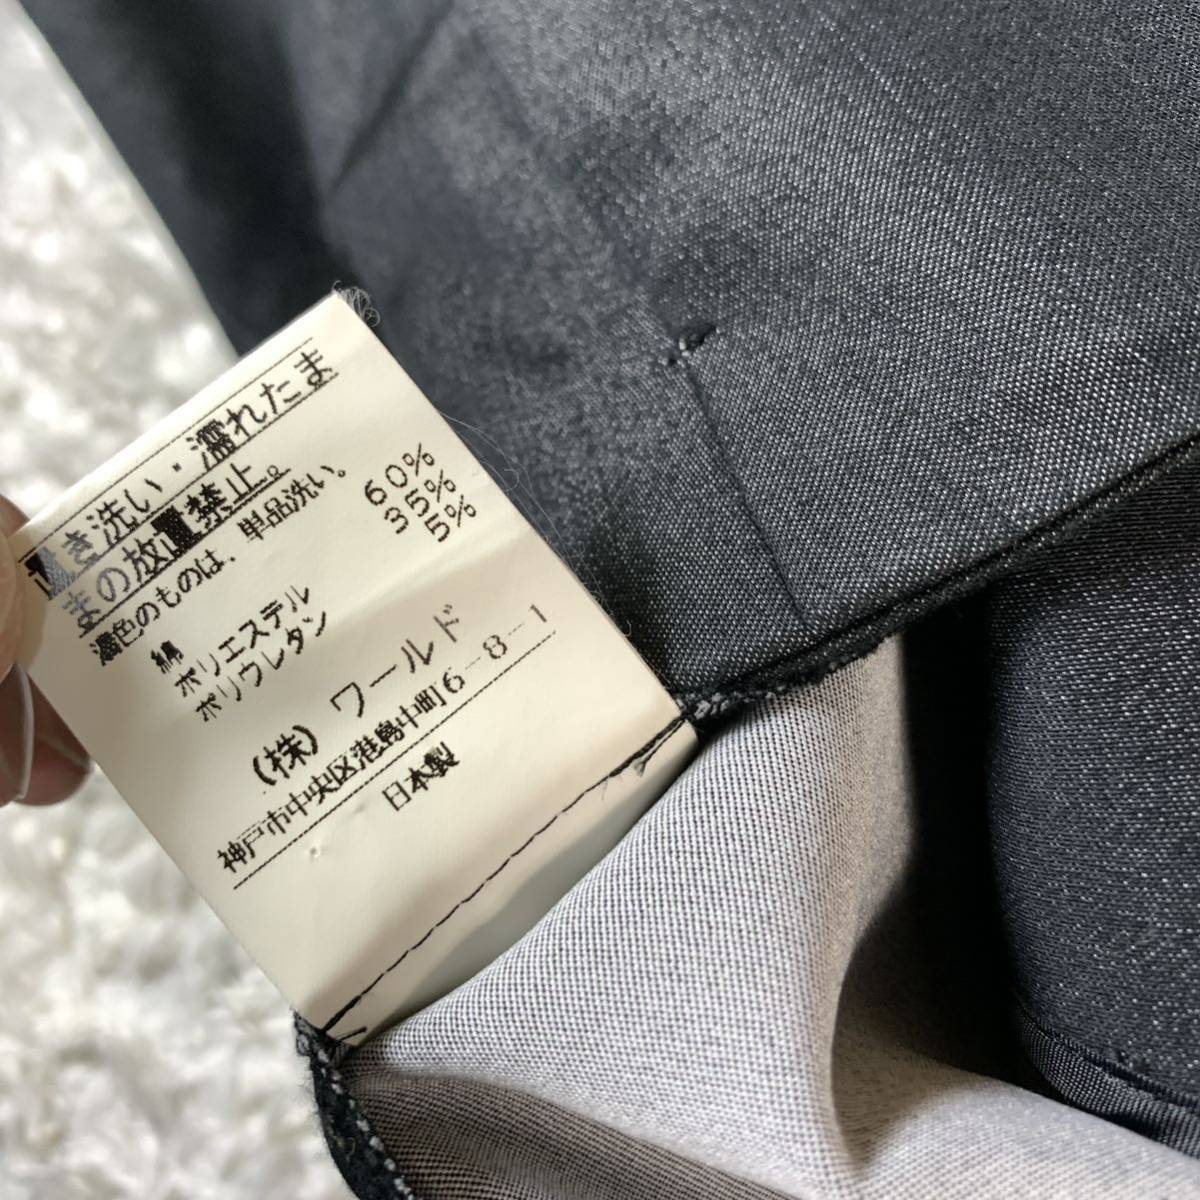 き洗い・濡れたま
まの放置禁止。
濃色のものは、単品洗い。
綿 60%
ポリエステル 35%
ポリウレタン 5%
(株) ワールド
神戸市中央区港島中町6-8-1
日本製